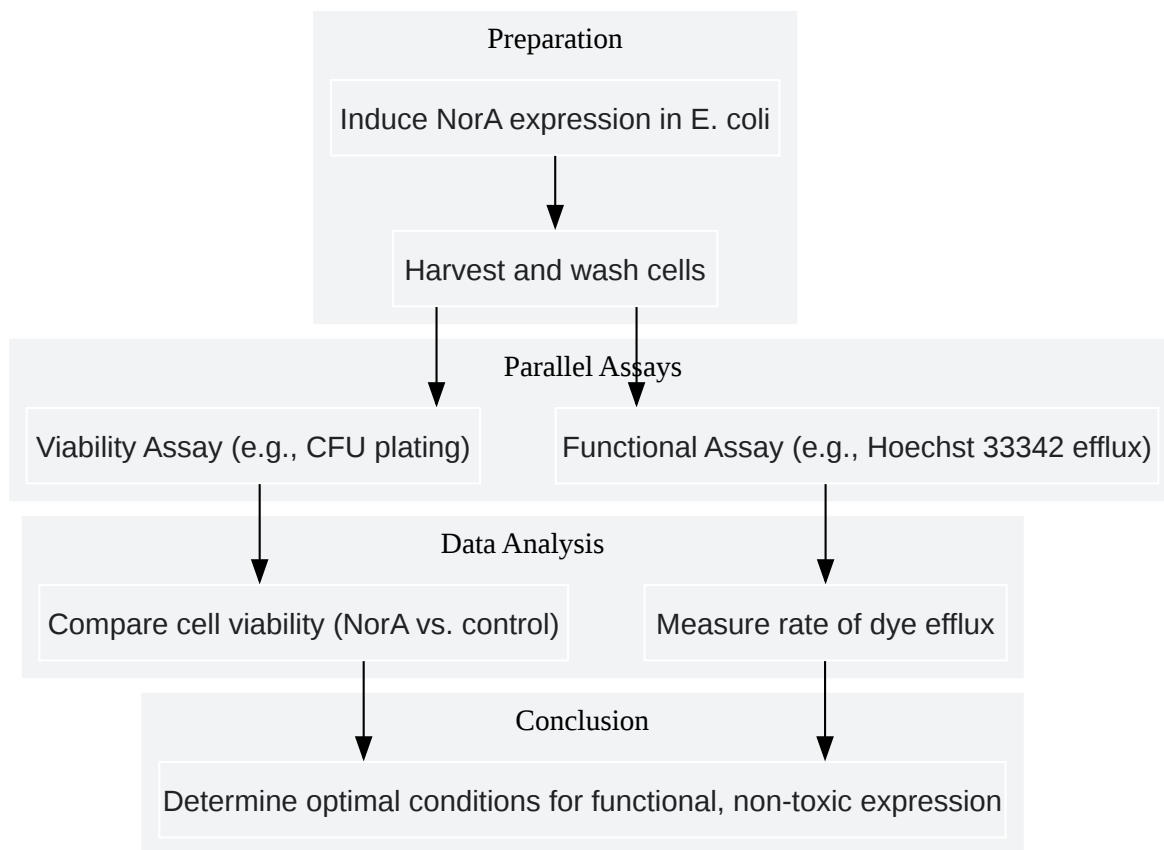 Preparation
Induce NorA expression in E. coli
Harvest and wash cells
Parallel Assays
Viability Assay (e.g., CFU plating)
Functional Assay (e.g., Hoechst 33342 efflux)
Data Analysis
Compare cell viability (NorA vs. control)
Measure rate of dye efflux
Conclusion
Determine optimal conditions for functional, non-toxic expression